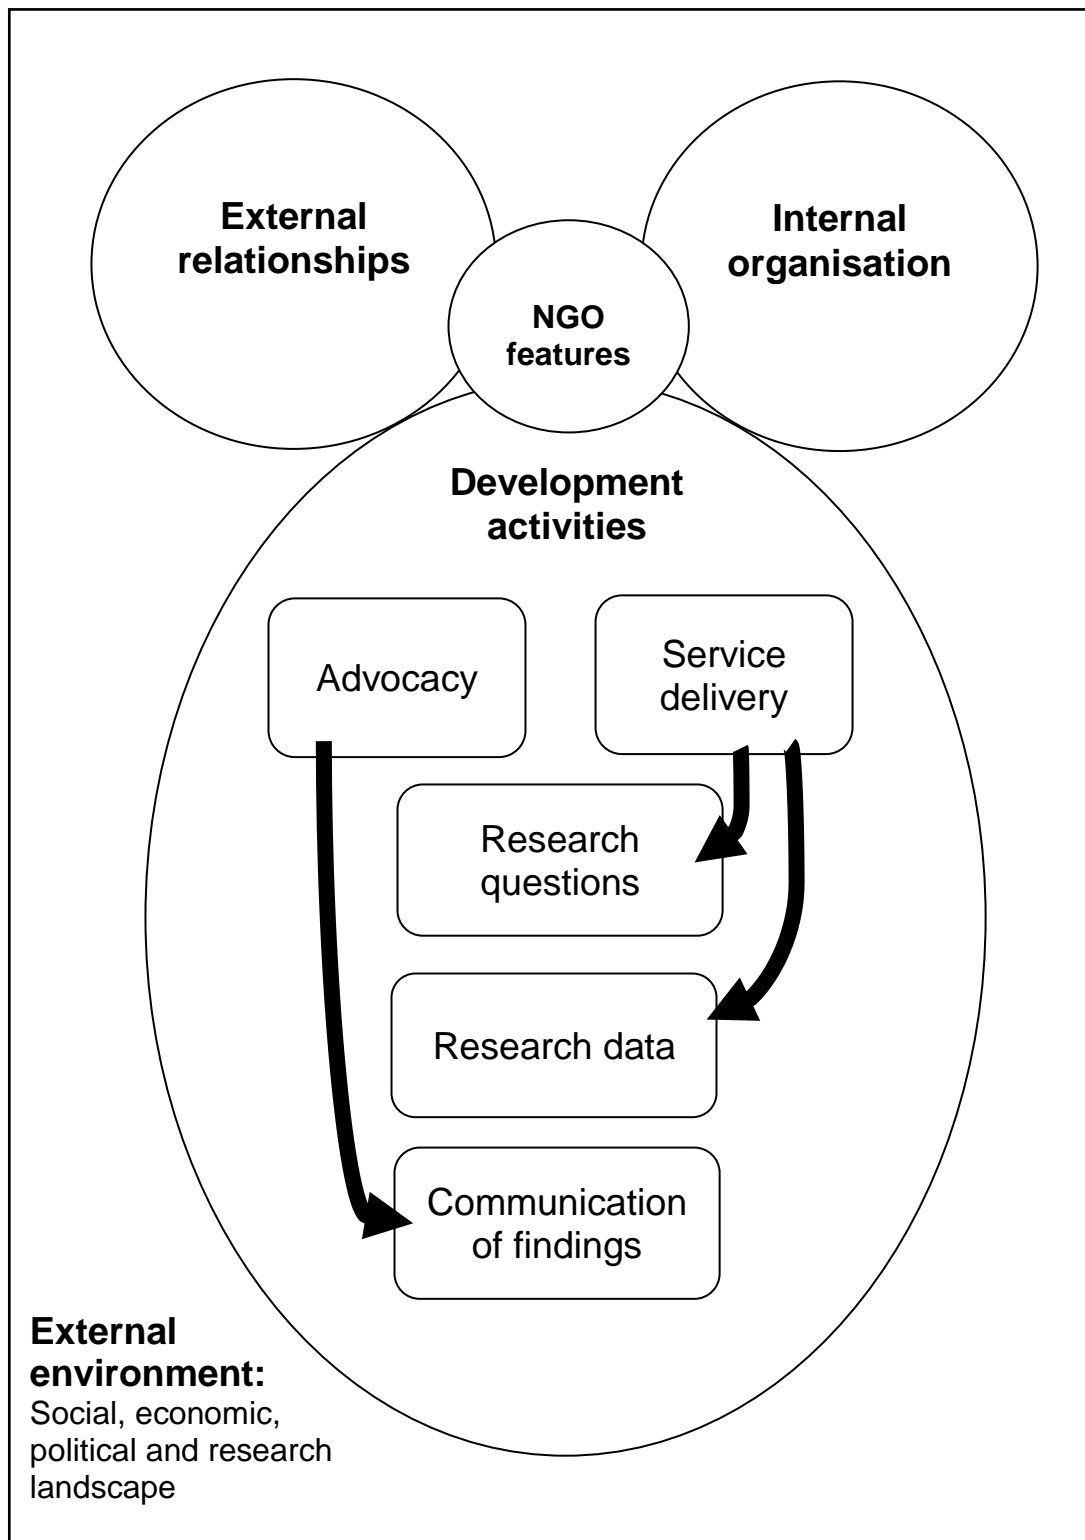 External
relationships
Internal
organisation
NGO
features
Development
activities
Advocacy
Service
delivery
Research
questions
Research data
Communication
of findings
External
environment:
Social, economic,
political and research
landscape